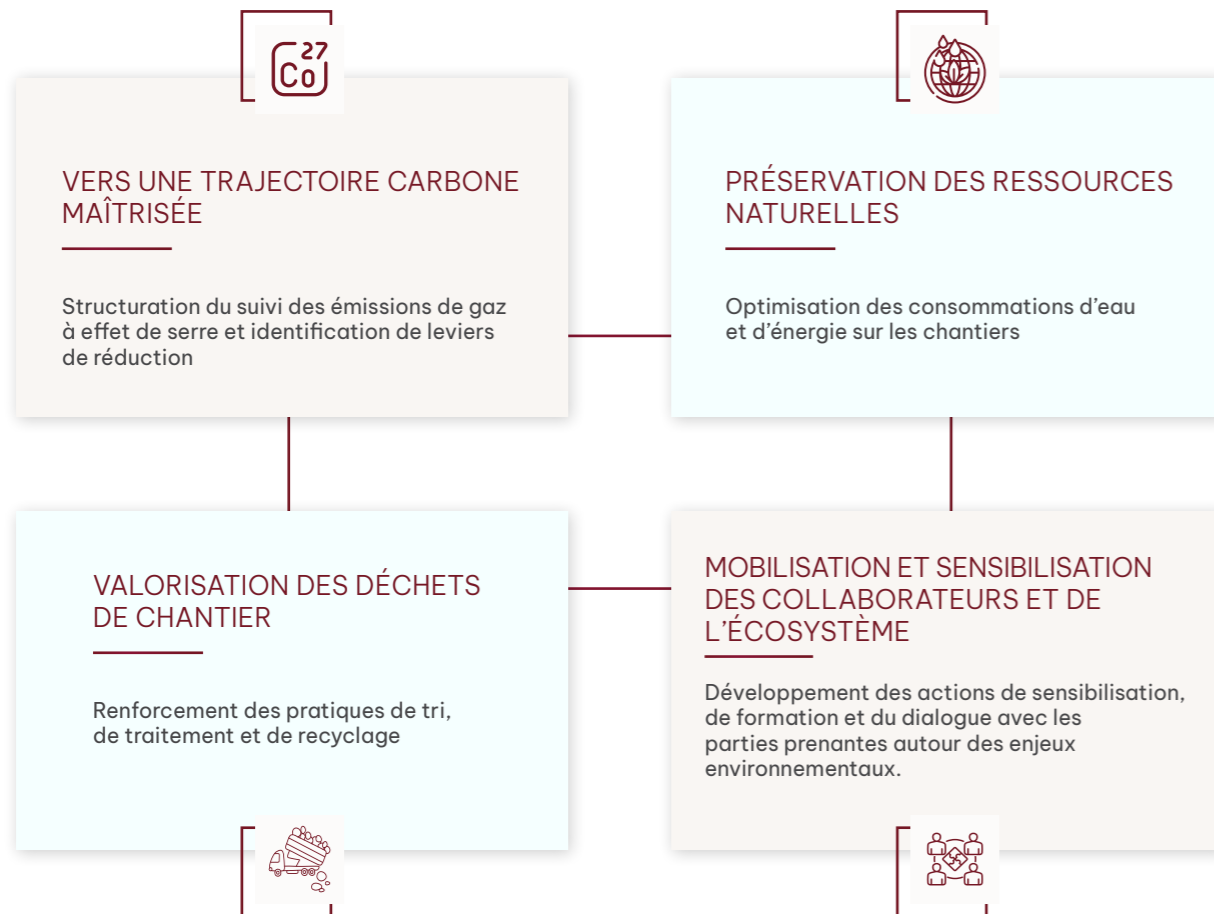 27
Co
VERS UNE TRAJECTOIRE CARBONE
MAÎTRISÉE
Structuration du suivi des émissions de gaz
à effet de serre et identification de leviers
de réduction
PRÉSERVATION DES RESSOURCES
NATURELLES
Optimisation des consommations d’eau
et d’énergie sur les chantiers
VALORISATION DES DÉCHETS
DE CHANTIER
Renforcement des pratiques de tri,
de traitement et de recyclage
MOBILISATION ET SENSIBILISATION
DES COLLABORATEURS ET DE
L’ÉCOSYSTÈME
Développement des actions de sensibilisation,
de formation et du dialogue avec les
parties prenantes autour des enjeux
environnementaux.